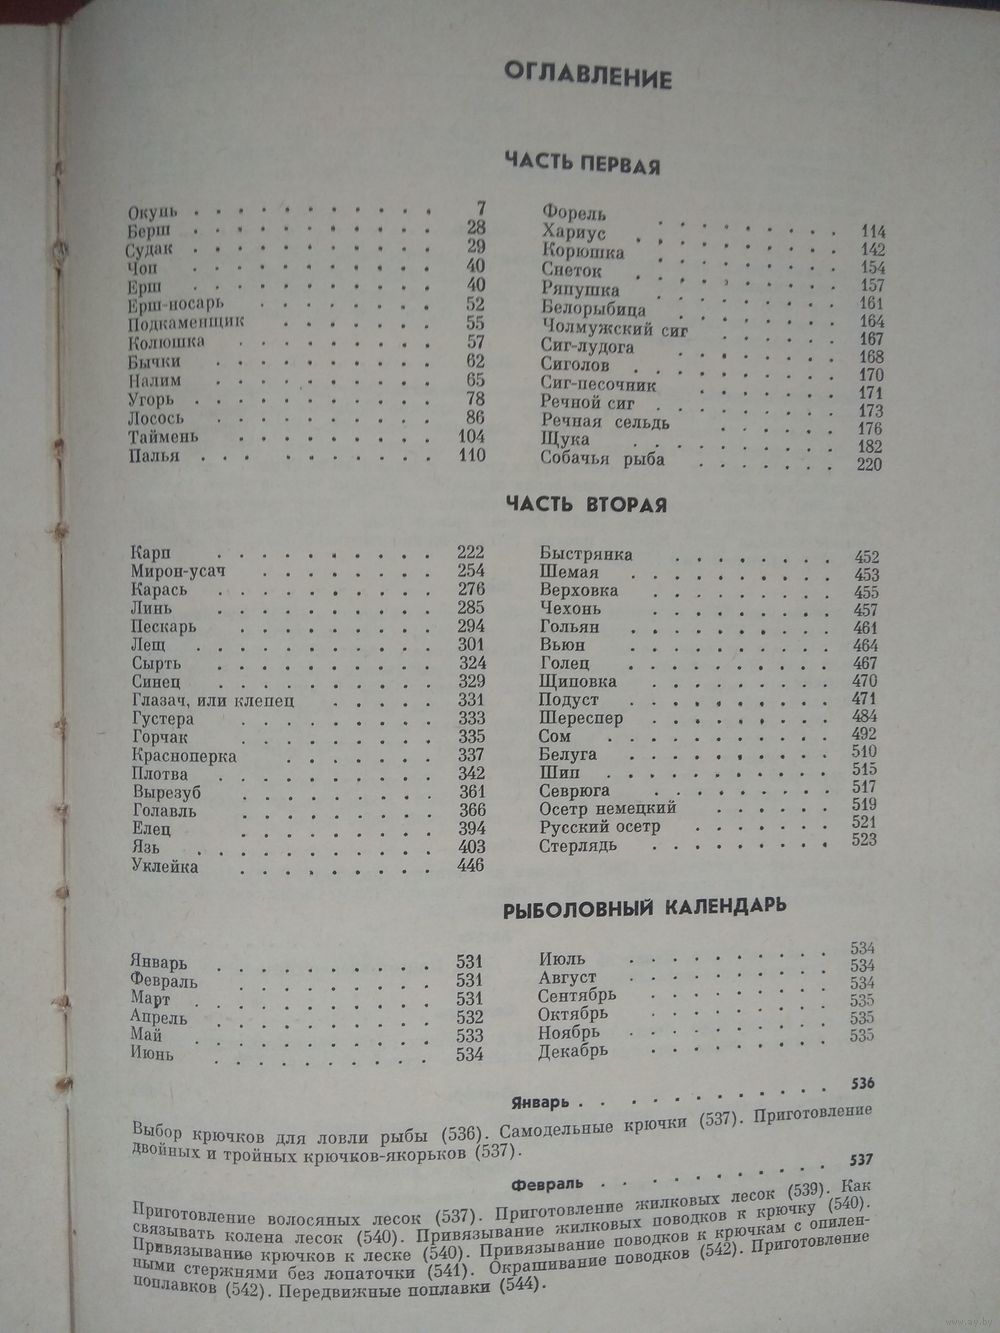 ОГЛАВЛЕНИЕ
ЧАСТЬ ПЕРВАЯ
Окунь . . . . . . . . . . . 7
Берш . . . . . . . . . . . 28
Судак . . . . . . . . . . . 29
Чоп . . . . . . . . . . . 40
Ерш . . . . . . . . . . . 40
Ерш-носарь . . . . . . . . 52
Подкаменщик . . . . . . . 55
Колюшка . . . . . . . . . 57
Бычки . . . . . . . . . . 62
Налим . . . . . . . . . . 65
Угорь . . . . . . . . . . . 78
Лосось . . . . . . . . . . 86
Таймень . . . . . . . . . 104
Палья . . . . . . . . . . 110
Форель . . . . . . . . . 114
Хариус . . . . . . . . . . 142
Корюшка . . . . . . . . . 154
Снеток . . . . . . . . . . 157
Ряпушка . . . . . . . . . 161
Белорыбица . . . . . . . . 164
Чолмужский сиг . . . . . . 167
Сиг-лудога . . . . . . . . 168
Сиголов . . . . . . . . . . 170
Сиг-песочник . . . . . . . 171
Речной сиг . . . . . . . . . 173
Речная сельдь . . . . . . 176
Щука . . . . . . . . . . 182
Собачья рыба . . . . . . . 220
ЧАСТЬ ВТОРАЯ
Карп . . . . . . . . . . 222
Мирон-усач . . . . . . . . 254
Карась . . . . . . . . . . 276
Линь . . . . . . . . . . 285
Пескарь . . . . . . . . . 294
Лещ . . . . . . . . . . . 301
Сырть . . . . . . . . . . 324
Синец . . . . . . . . . . 329
Глазач, или клепец . . . . . 331
Густера . . . . . . . . . 333
Горчак . . . . . . . . . 335
Красноперка . . . . . . . 337
Плотва . . . . . . . . . . 342
Вырезуб . . . . . . . . . 361
Голавль . . . . . . . . . 366
Елец . . . . . . . . . 394
Язь . . . . . . . . . . . 403
Уклейка . . . . . . . . . 446
Быстрянка . . . . . . . . 452
Шемая . . . . . . . . . . 453
Верховка . . . . . . . . . 455
Чехонь . . . . . . . . . 457
Гольян . . . . . . . . . . 461
Вьюн . . . . . . . . . . 464
Голец . . . . . . . . . . 467
Щиповка . . . . . . . . . 470
Подуст . . . . . . . . . . 471
Шереспер . . . . . . . . . 484
Сом . . . . . . . . . . . 492
Белуга . . . . . . . . . . 510
Шип . . . . . . . . . . . 515
Севрюга . . . . . . . . . 517
Осетр немецкий . . . . . . 519
Русский осетр . . . . . . . 521
Стерлядь . . . . . . . . . 523
РЫБОЛОВНЫЙ КАЛЕНДАРЬ
Январь . . . . . . . . . . 531
Февраль . . . . . . . . . 531
Март . . . . . . . . . . . 531
Апрель . . . . . . . . . . 532
Май . . . . . . . . . . . 533
Июнь . . . . . . . . . . 534
Июль . . . . . . . . . . 534
Август . . . . . . . . . . 534
Сентябрь . . . . . . . . . 534
Октябрь . . . . . . . . . 535
Ноябрь . . . . . . . . . . 535
Декабрь . . . . . . . . . 535
Январь . . . . . . . . . . . . 536
Выбор крючков для ловли рыбы (536). Самодельные крючки (537). Приготовление
двойных и тройных крючков-якорьков (537).
Февраль . . . . . . . . . . . 537
Приготовление волосяных лесок (537). Приготовление жилковых лесок (539). Как
связывать колена лесок (540). Привязывание жилковых поводков к крючку (540).
Привязывание крючков к леске (540). Привязывание поводков к крючкам с опилен-
ными стержнями без лопаточки (541). Окрашивание поводков (542). Приготовление
поплавков (542). Передвижные поплавки (544).
www.ay.by